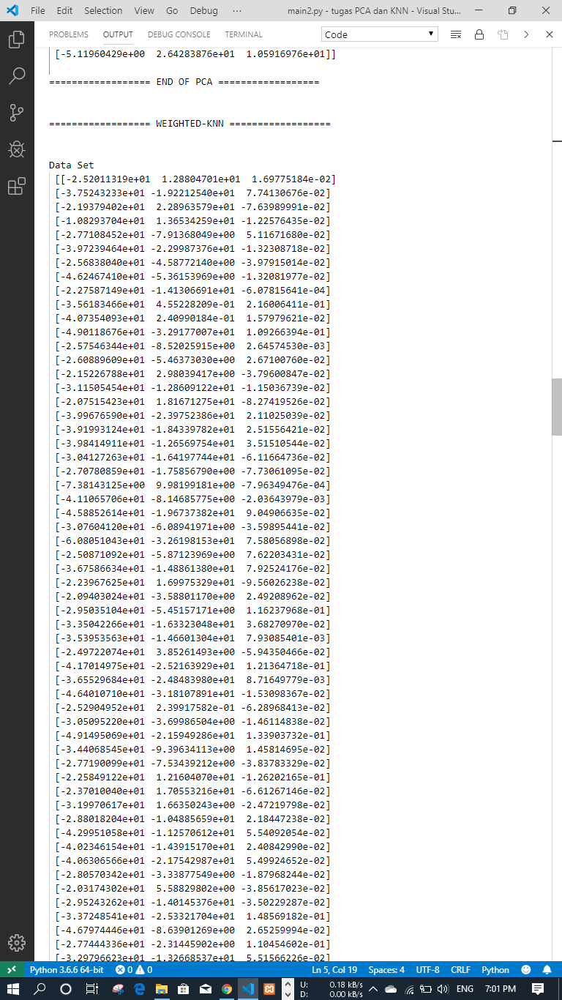 File Edit Selection View Go Debug ··· main2.py - tugas PCA dan KNN - Visual Stu...
PROBLEMS OUTPUT DEBUG CONSOLE TERMINAL Code
[-5.11960429e+00 2.64283876e+01 1.05916976e+01]]
================== END OF PCA ==================
================== WEIGHTED-KNN ==================
Data Set
[[-2.52011319e+01 1.28804701e+01 1.69775184e-02]
[-3.75243233e+01 -1.92212540e+01 7.74130676e-02]
[-2.19379402e+01 2.28963579e+01 -7.63989991e-02]
[-1.08293704e+01 1.36534259e+01 -1.22576435e-02]
[-2.77108452e+01 -7.91368049e+00 5.11671680e-02]
[-3.97239464e+01 -2.29987376e+01 -1.32308718e-02]
[-2.56838040e+01 -4.58772140e+00 -3.97915014e-02]
[-4.62467410e+01 -5.36153969e+00 -1.32081977e-02]
[-2.27587149e+01 -1.41306691e+01 -6.07815641e-04]
[-3.56183466e+01 4.55228209e-01 2.16006411e-01]
[-4.07354093e+01 2.40990184e-01 1.57979621e-02]
[-4.90118676e+01 -3.29177007e+01 1.09266394e-01]
[-2.57546344e+01 -8.52025915e+00 2.64574530e-03]
[-2.60889609e+01 -5.46373030e+00 2.67100760e-02]
[-2.15226788e+01 2.98039417e+00 -3.79600847e-02]
[-3.11505454e+01 -1.28609122e+01 -1.15036739e-02]
[-2.07515423e+01 1.81671275e+01 -8.27419526e-02]
[-3.99676590e+01 -2.39752386e+01 2.11025039e-02]
[-3.91993124e+01 -1.84339782e+01 2.51556421e-02]
[-3.98414911e+01 -1.26569754e+01 3.51510544e-02]
[-3.04127263e+01 -1.64197744e+01 -6.11664736e-02]
[-2.70780859e+01 -1.75856790e+00 -7.73061095e-02]
[-7.38143125e+00 9.98199181e+00 -7.96349476e-04]
[-4.11065706e+01 -8.14685775e+00 -2.03643979e-03]
[-4.58852614e+01 -1.96737382e+01 9.04906635e-02]
[-3.07604120e+01 -6.08941971e+00 -3.59895441e-02]
[-6.08051043e+01 -3.26198153e+01 7.58056898e-02]
[-2.50871092e+01 -5.87123969e+00 7.62203431e-02]
[-3.67586634e+01 -1.48861380e+01 7.92524176e-02]
[-2.23967625e+01 1.69975329e+01 -9.56026238e-02]
[-2.09403024e+01 -3.58801170e+00 2.49208962e-02]
[-2.95035104e+01 -5.45157171e+00 1.16237968e-01]
[-3.35042266e+01 -1.63323048e+01 3.68270970e-02]
[-3.53953563e+01 -1.46601304e+01 7.93085401e-03]
[-2.49722074e+01 3.85261493e+00 -5.94350466e-02]
[-4.17014975e+01 -2.52163929e+01 1.21364718e-01]
[-3.65529684e+01 -2.48483980e+01 8.71649779e-03]
[-4.64010710e+01 -3.18107891e+01 -1.53098367e-02]
[-2.52904952e+01 2.39917582e-01 -6.28968413e-02]
[-3.05095220e+01 -3.69986504e+00 -1.46114838e-02]
[-4.91495069e+01 -2.15949286e+01 1.33903732e-01]
[-3.44068545e+01 -9.39634113e+00 1.45814695e-02]
[-2.77190099e+01 -7.53439212e+00 -3.83783329e-02]
[-2.25849122e+01 1.21604070e+01 -1.26202165e-01]
[-2.37010040e+01 1.70553216e+01 -6.61267146e-02]
[-3.19970617e+01 1.66350243e+00 -2.47219798e-02]
[-2.88018204e+01 -1.04885659e+01 2.18447238e-02]
[-4.29951058e+01 -1.12570612e+01 5.54092054e-02]
[-4.02346154e+01 -1.43915170e+01 2.40842990e-02]
[-4.06306566e+01 -2.17542987e+01 5.49924652e-02]
[-2.80570342e+01 -3.33877549e+00 -1.87968244e-02]
[-2.03174302e+01 5.58829802e+00 -3.85617023e-02]
[-2.95243262e+01 -1.40145376e+01 -3.50229287e-02]
[-3.37248541e+01 -2.53321704e+01 1.48569182e-01]
[-4.67974446e+01 -8.63901269e+00 2.65259994e-02]
[-2.77444336e+01 -2.31445902e+00 1.10454602e-01]
[-3.29796623e+01 -1.32668537e+01 5.51566226e-02]
Python 3.6.6 64-bit 0 0 Ln 5, Col 19 Spaces: 4 UTF-8 CRLF Python
U: 0.18 kB/s
D: 0.00 kB/s
ENG 7:01 PM